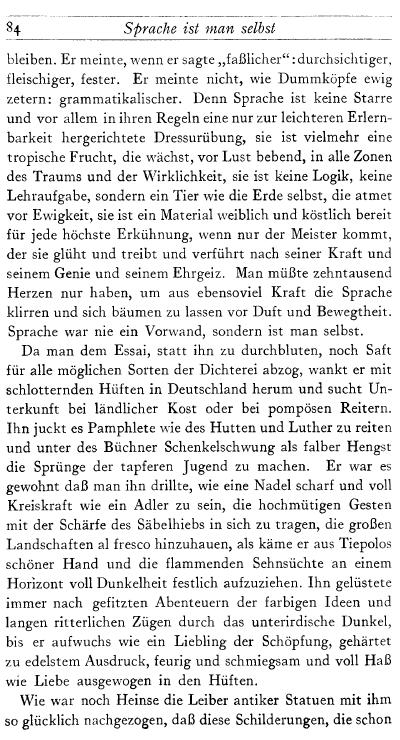 84 Sprache ist man selbst
bleiben. Er meinte, wenn er sagte „faßlicher“: durchsichtiger,
fleischiger, fester. Er meinte nicht, wie Dummköpfe ewig
zetern: grammatikalischer. Denn Sprache ist keine Starre
und vor allem in ihren Regeln eine nur zur leichteren Erlern-
barkeit hergerichtete Dressurübung, sie ist vielmehr eine
tropische Frucht, die wächst, vor Lust bebend, in alle Zonen
des Traums und der Wirklichkeit, sie ist keine Logik, keine
Lehraufgabe, sondern ein Tier wie die Erde selbst, die atmet
vor Ewigkeit, sie ist ein Material weiblich und köstlich bereit
für jede höchste Erkühnung, wenn nur der Meister kommt,
der sie glüht und treibt und verführt nach seiner Kraft und
seinem Genie und seinem Ehrgeiz. Man müßte zehntausend
Herzen nur haben, um aus ebensoviel Kraft die Sprache
klirren und sich bäumen zu lassen vor Duft und Bewegtheit.
Sprache war nie ein Vorwand, sondern ist man selbst.
Da man dem Essai, statt ihn zu durchbluten, noch Saft
für alle möglichen Sorten der Dichterei abzog, wankt er mit
schlotternden Hüften in Deutschland herum und sucht Un-
terkunft bei ländlicher Kost oder bei pompösen Reitern.
Ihn juckt es Pamphlete wie des Hutten und Luther zu reiten
und unter des Büchner Schenkelschwung als falber Hengst
die Sprünge der tapferen Jugend zu machen. Er war es
gewohnt daß man ihn drillte, wie eine Nadel scharf und voll
Kreiskraft wie ein Adler zu sein, die hochmütigen Gesten
mit der Schärfe des Säbelhiebs in sich zu tragen, die großen
Landschaften al fresco hinzuhauen, als käme er aus Tiepolos
schöner Hand und die flammenden Sehnsüchte an einem
Horizont voll Dunkelheit festlich aufzuziehen. Ihn gelüstete
immer nach gefitzten Abenteuern der farbigen Ideen und
langen ritterlichen Zügen durch das unterirdische Dunkel,
bis er aufwuchs wie ein Liebling der Schöpfung, gehärtet
zu edelstem Ausdruck, feurig und schmiegsam und voll Haß
wie Liebe ausgewogen in den Hüften.
Wie war noch Heinse die Leiber antiker Statuen mit ihm
so glücklich nachgezogen, daß diese Schilderungen, die schon